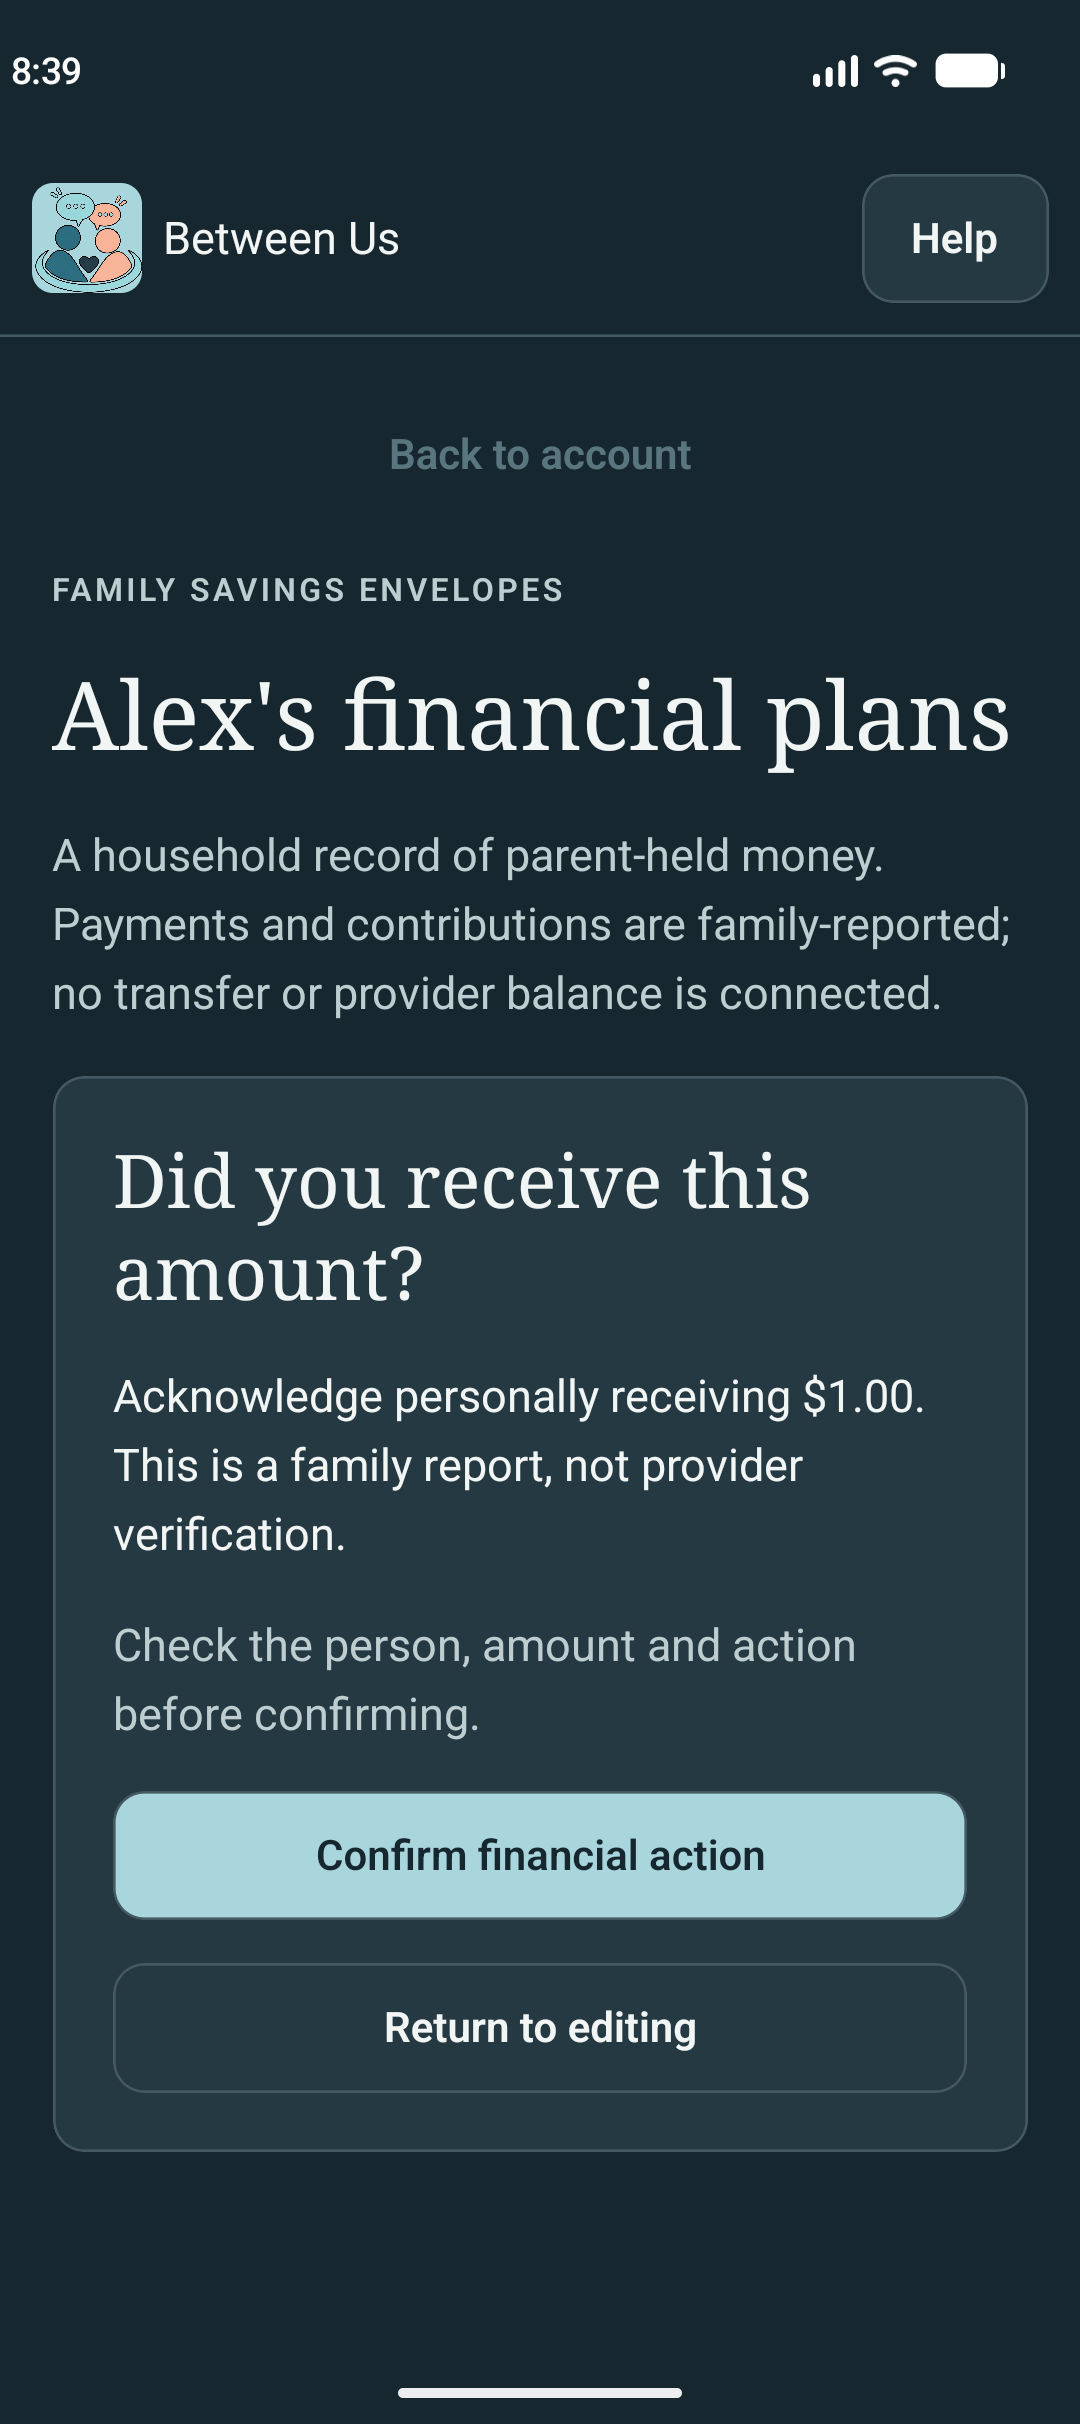 8:39
Between Us
Help
Back to account
FAMILY SAVINGS ENVELOPES
Alex's financial plans
A household record of parent-held money.
Payments and contributions are family-reported;
no transfer or provider balance is connected.
Did you receive this
amount?
Acknowledge personally receiving $1.00.
This is a family report, not provider
verification.
Check the person, amount and action
before confirming.
Confirm financial action
Return to editing